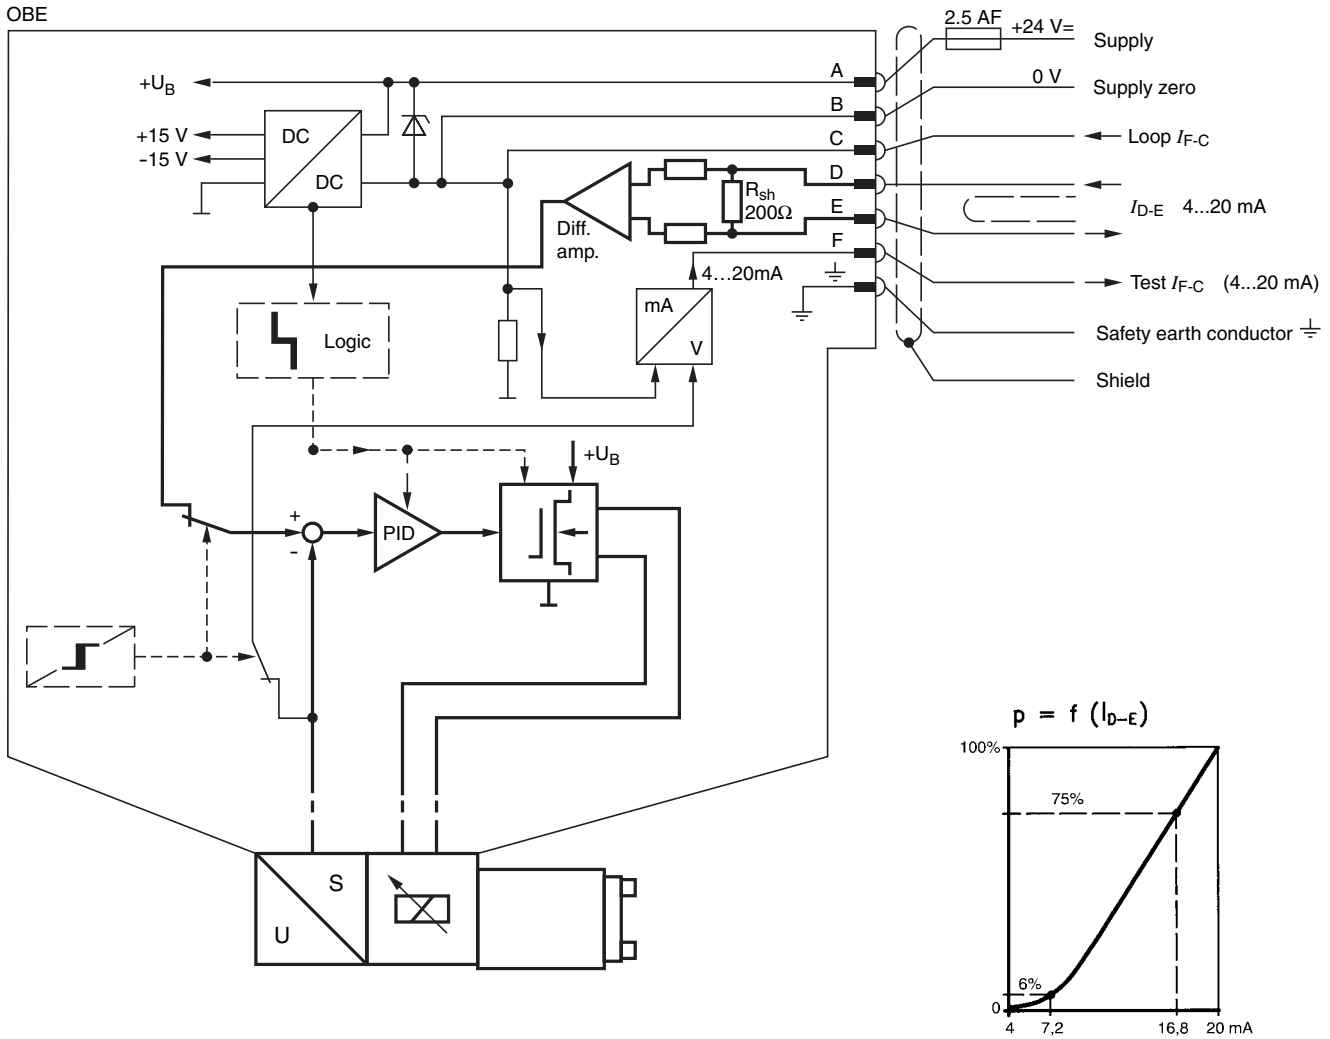 OBE
2.5 AF
+24 V=
Supply
A
+U_B
0 V
Supply zero
B
+15 V
DC
C
Loop I_F-C
-15 V
DC
D
R_sh
200Ω
E
I_D-E 4...20 mA
Diff.
amp.
F
4...20mA
Test I_F-C (4...20 mA)
mA
V
Logic
Safety earth conductor
Shield
+U_B
+
-
PID
S
U
p = f (I_D-E)
100%
75%
6%
0
4
7,2
16,8
20 mA